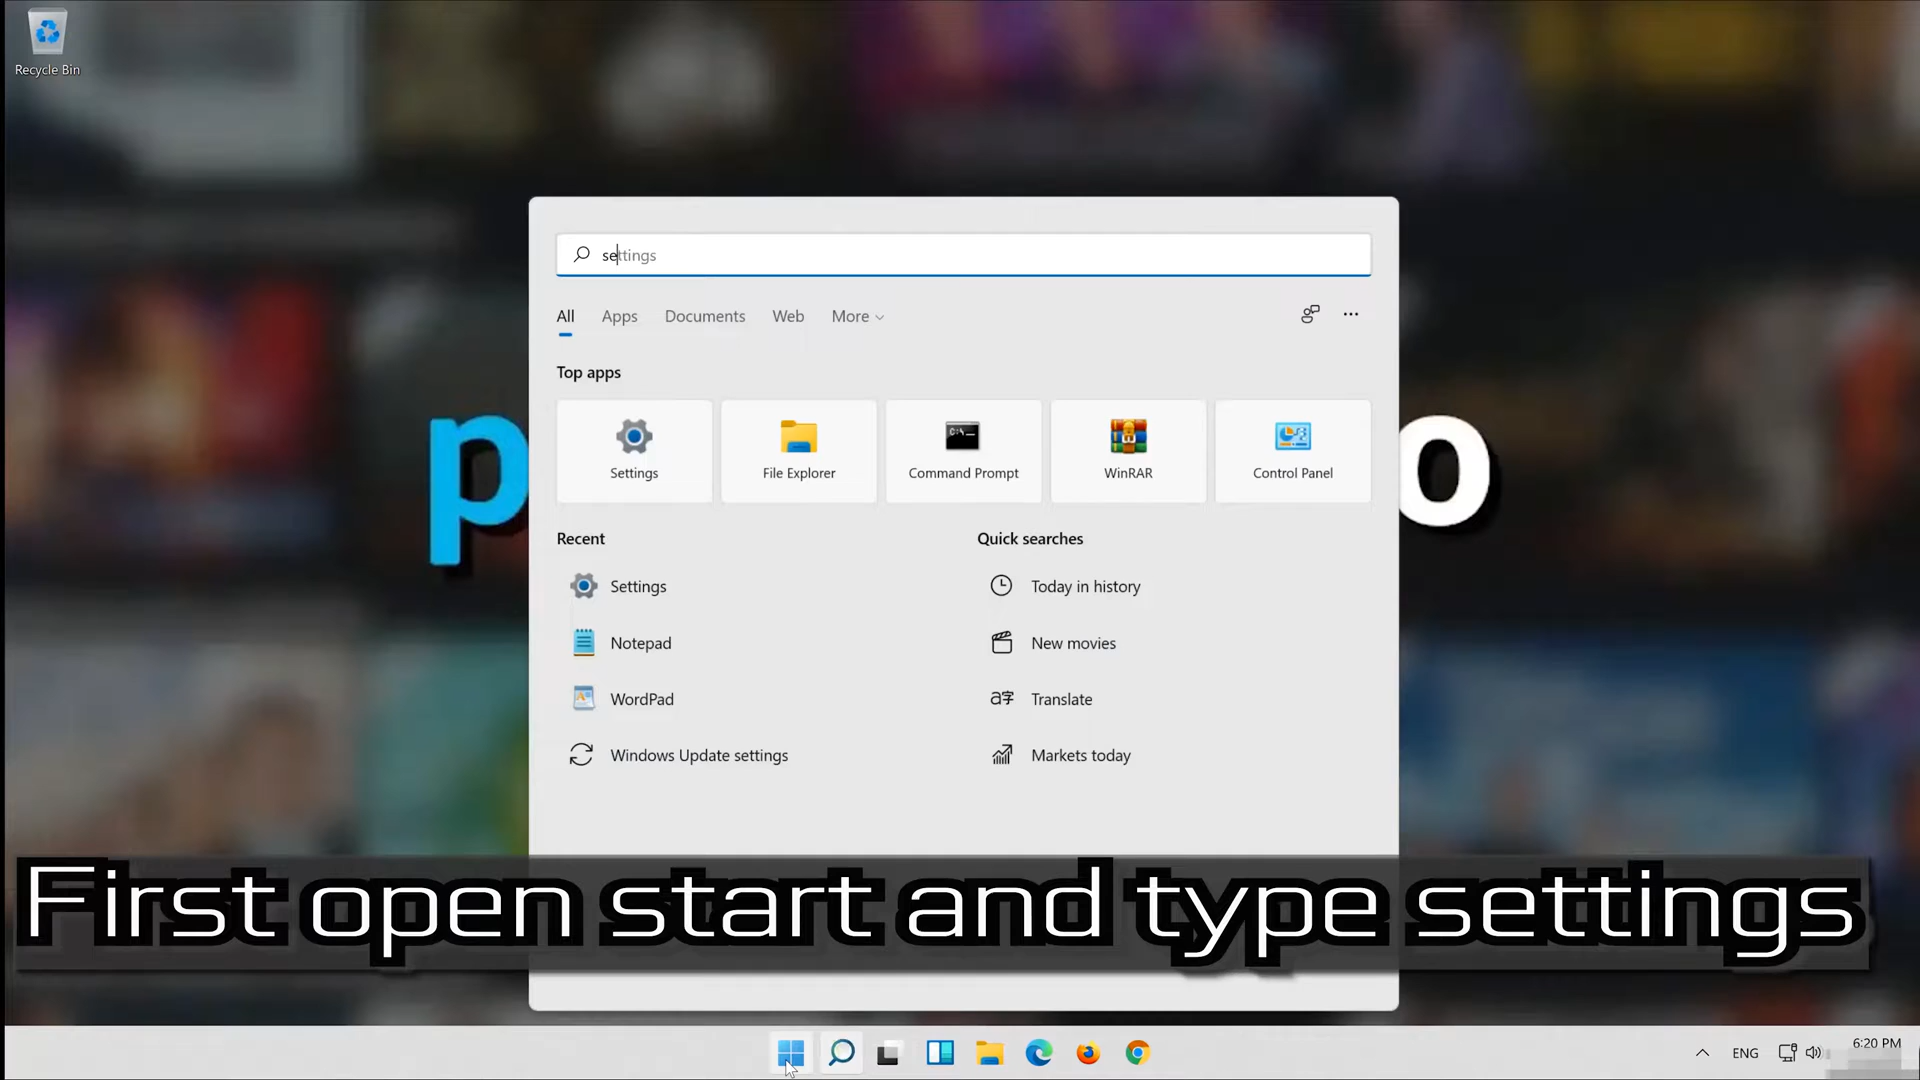 Recycle Bin
settings
All Apps Documents Web More
Top apps
Settings File Explorer Command Prompt WinRAR Control Panel
p o
Recent Quick searches
Settings Today in history
Notepad New movies
WordPad Translate
Windows Update settings Markets today
First open start and type settings
ENG 6:20 PM